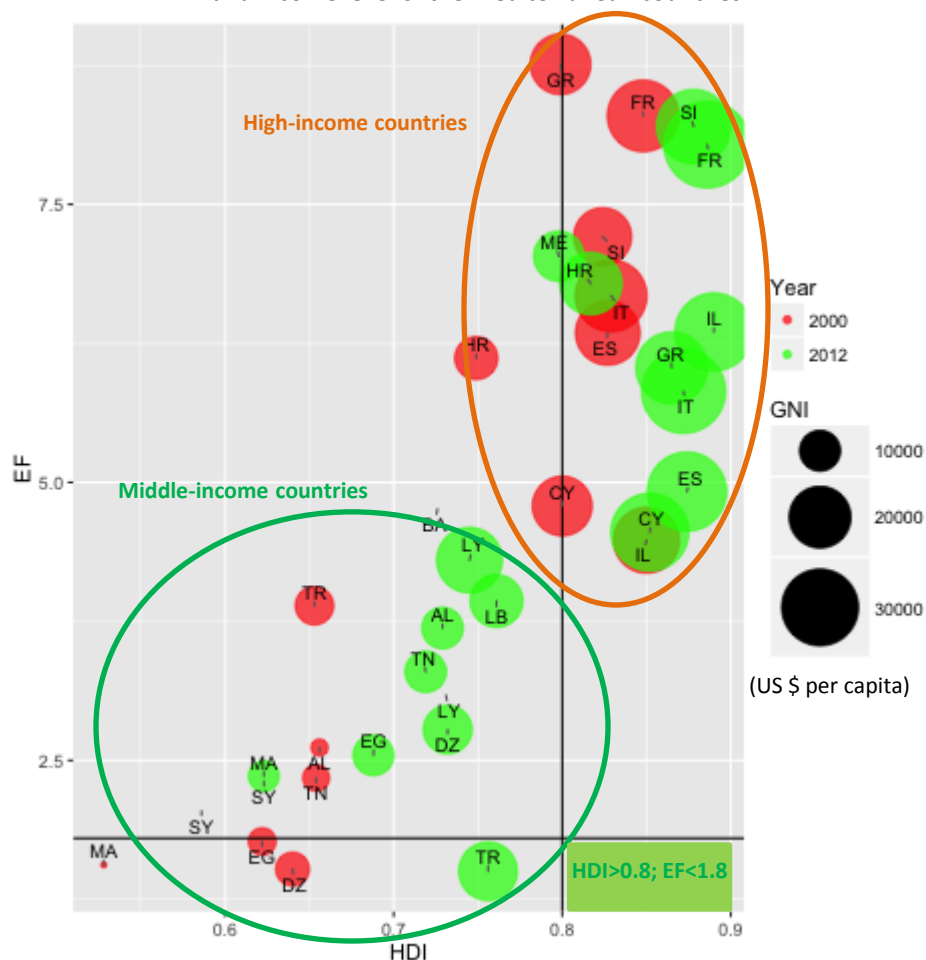 GR
High-income countries
FR
SI
FR
7.5
ME
SI
HR
Year
IT
2000
IL
HR
ES
GR
2012
IT
GNI
10000
EF
5.0
Middle-income countries
ES
CY
BA
CY
20000
LY
IL
TR
LB
30000
AL
TN
(US $ per capita)
LY
DZ
EG
2.5
MA
AL
SY
TN
SY
MA
EG
TR
HDI>0.8; EF<1.8
DZ
0.6
0.7
0.8
0.9
HDI